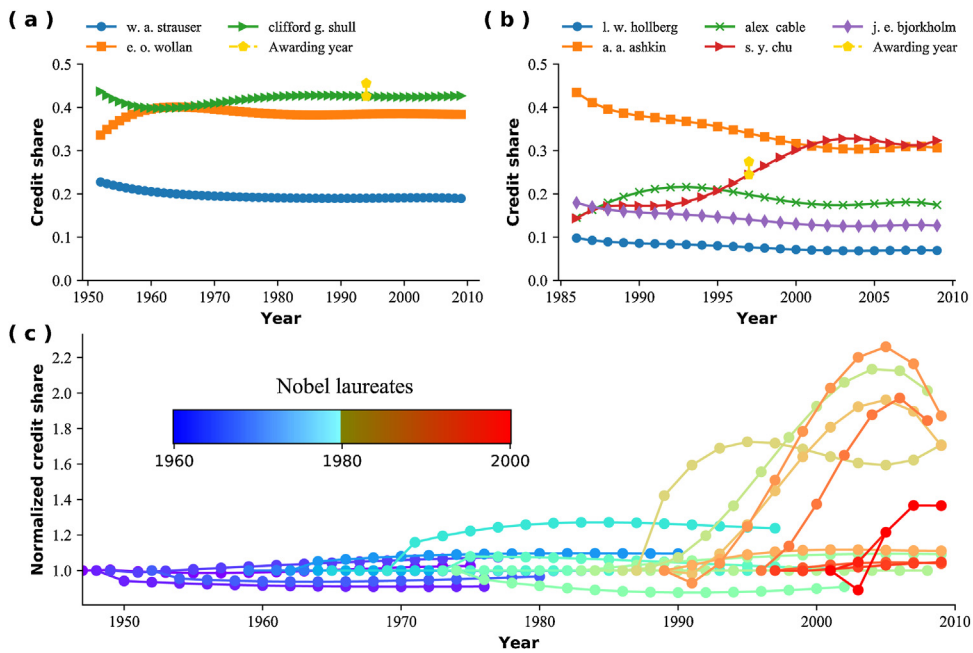 ( a )
w. a. strauser
clifford g. shull
e. o. wollan
Awarding year
0.5
0.4
0.3
0.2
0.1
0.0
Credit share
1950 1960 1970 1980 1990 2000 2010
Year
( b )
l. w. hollberg
alex cable
j. e. bjorkholm
a. a. ashkin
s. y. chu
Awarding year
0.5
0.4
0.3
0.2
0.1
0.0
Credit share
1985 1990 1995 2000 2005 2010
Year
( c )
2.2
2.0
1.8
1.6
1.4
1.2
1.0
Normalized credit share
Nobel laureates
1960 1980 2000
1950 1960 1970 1980 1990 2000 2010
Year